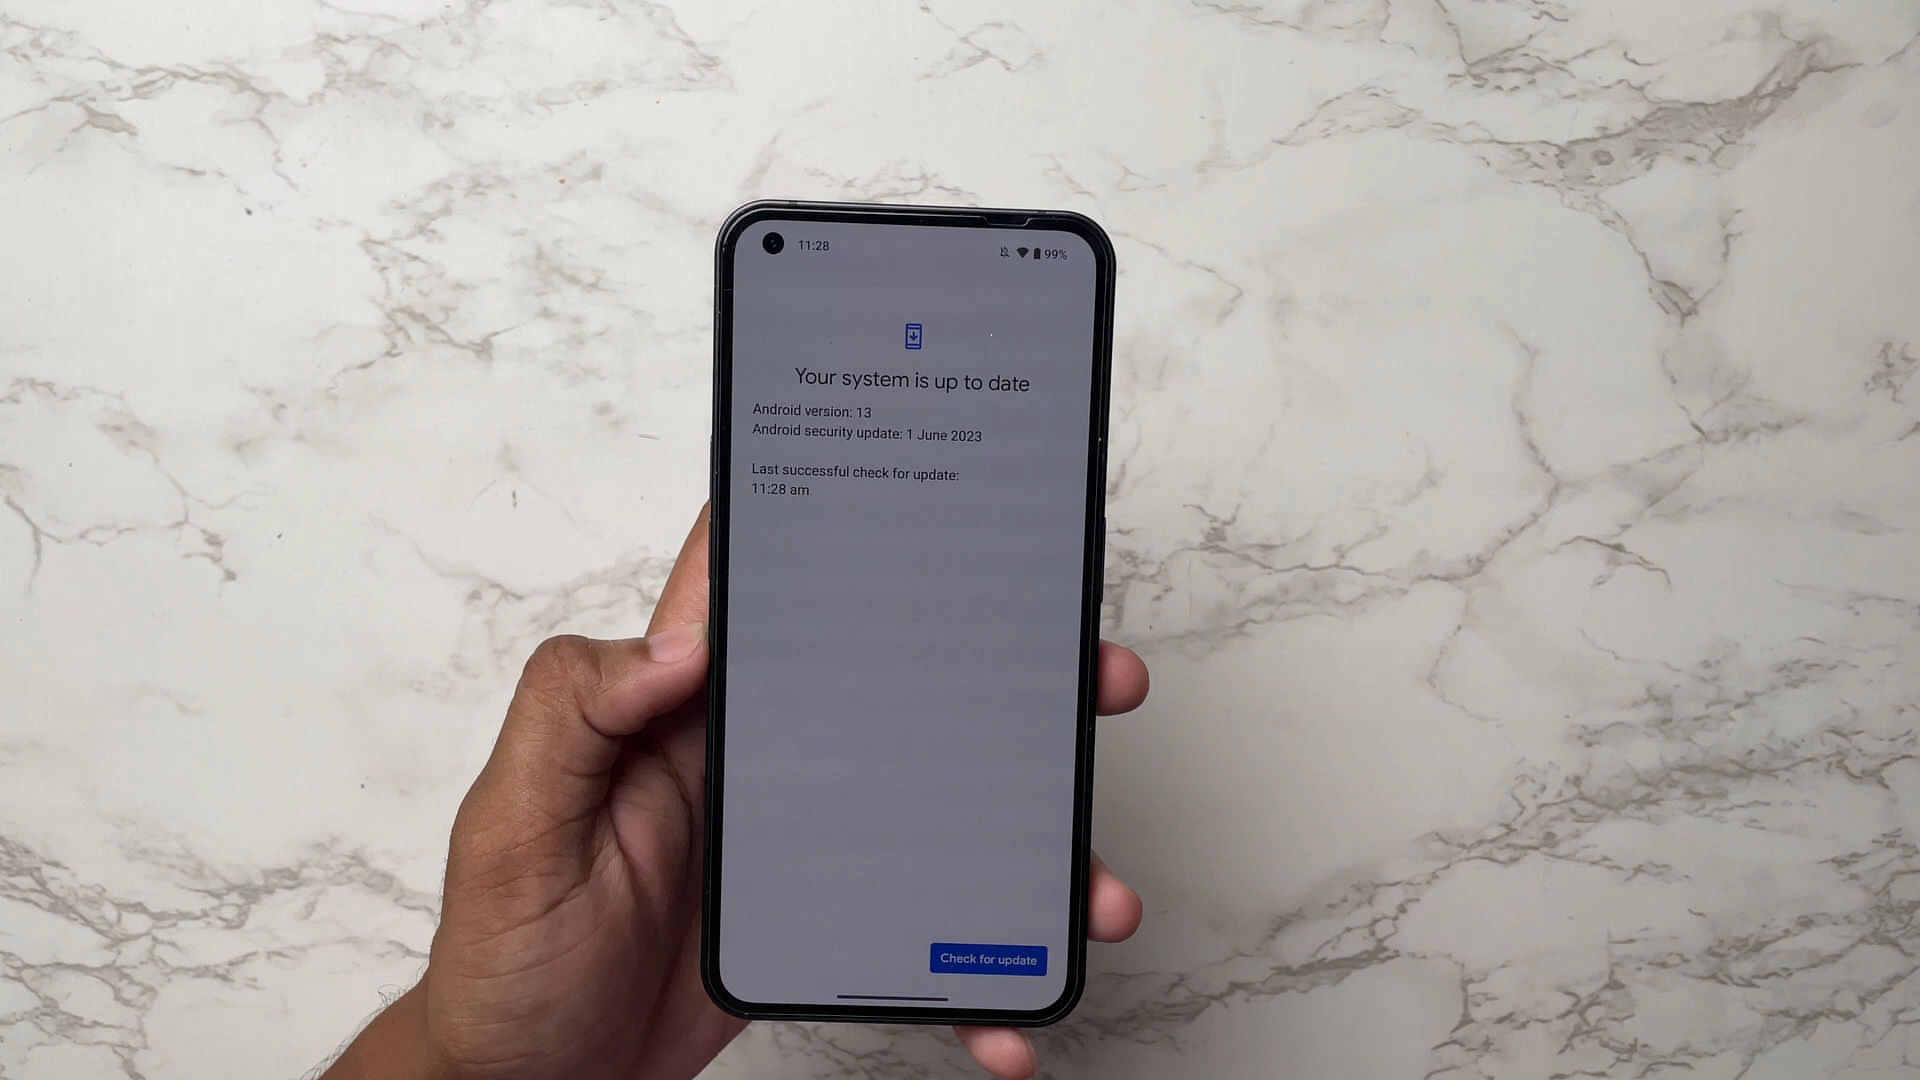 11:28
99%
Your system is up to date
Android version: 13
Android security update: 1 June 2023
Last successful check for update:
11:28 am
Check for update